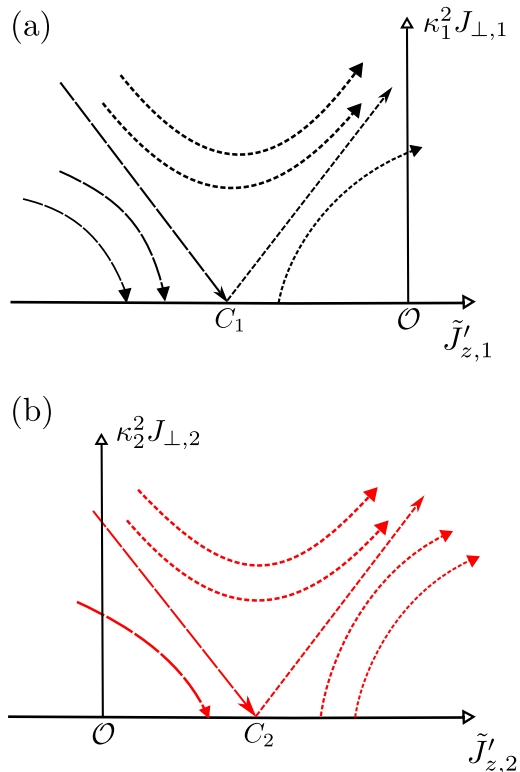 (a)
κ₁²J⊥,₁
C₁
𝒪
J̃′z,1
(b)
κ₂²J⊥,₂
𝒪
C₂
J̃′z,2